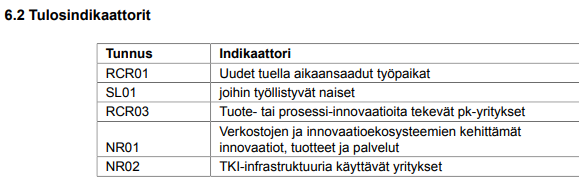 6.2 Tulosindikaattorit
Tunnus Indikaattori
RCR01 Uudet tuella aikaansaadut työpaikat
SL01 joihin työllistyvät naiset
RCR03 Tuote- tai prosessi-innovaatioita tekevät pk-yritykset
Verkostojen ja innovaatioekosysteemien kehittämät
NR01 innovaatiot, tuotteet ja palvelut
NR02 TKI-infrastruktuuria käyttävät yritykset